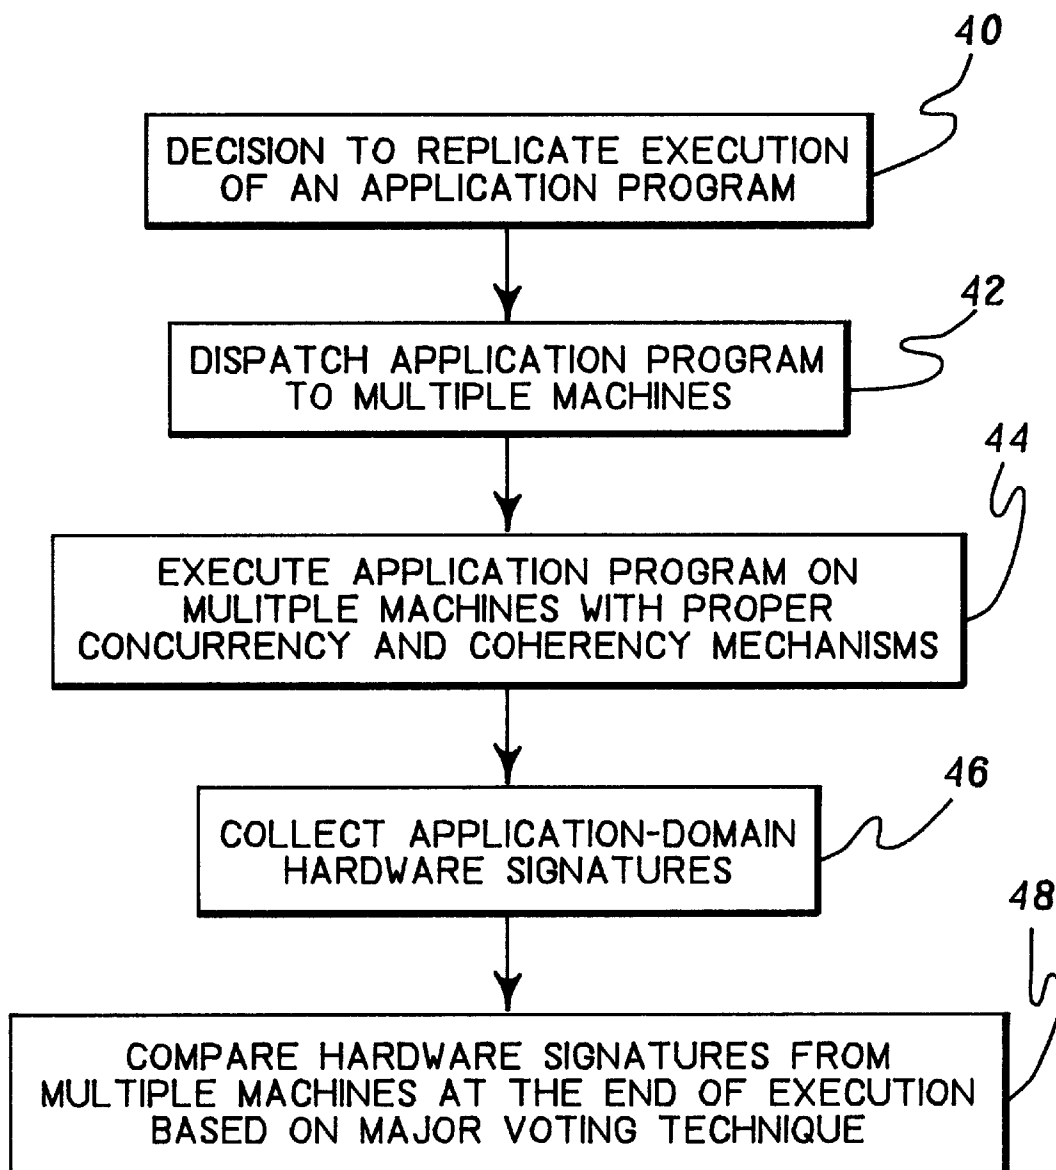 40
DECISION TO REPLICATE EXECUTION
OF AN APPLICATION PROGRAM
42
DISPATCH APPLICATION PROGRAM
TO MULTIPLE MACHINES
44
EXECUTE APPLICATION PROGRAM ON
MULITPLE MACHINES WITH PROPER
CONCURRENCY AND COHERENCY MECHANISMS
46
COLLECT APPLICATION-DOMAIN
HARDWARE SIGNATURES
48
COMPARE HARDWARE SIGNATURES FROM
MULTIPLE MACHINES AT THE END OF EXECUTION
BASED ON MAJOR VOTING TECHNIQUE